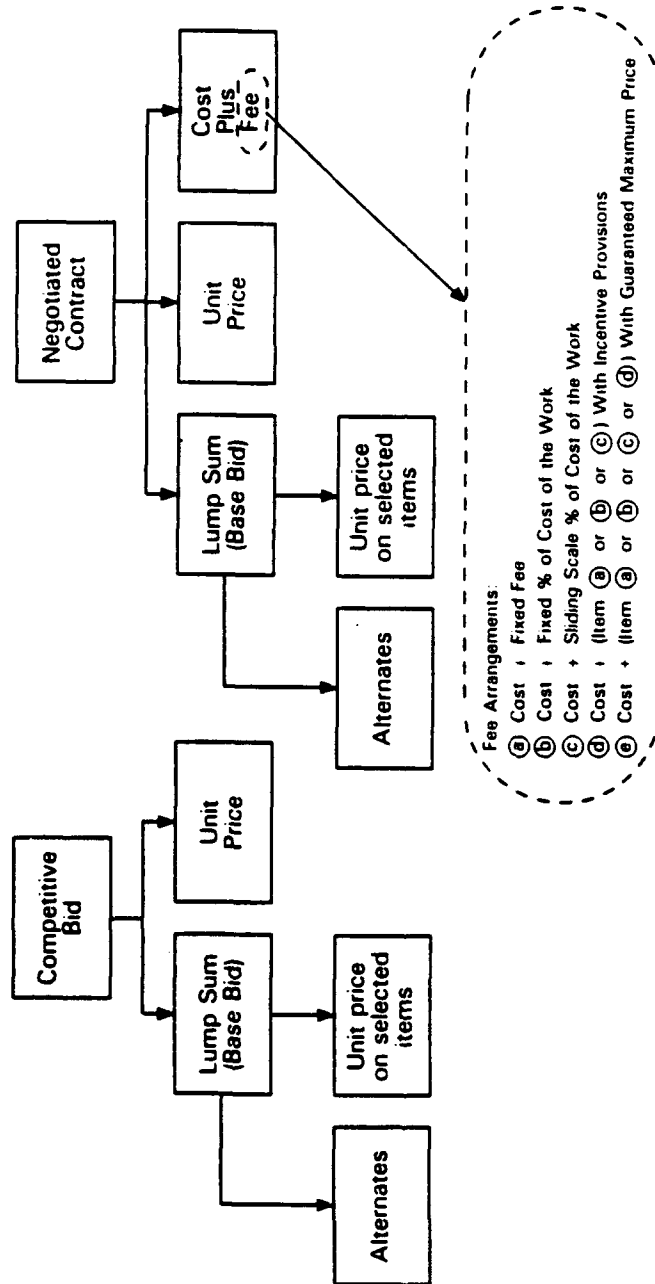 Competitive
Bid
Negotiated
Contract
Lump Sum
(Base Bid)
Unit
Price
Lump Sum
(Base Bid)
Unit
Price
Cost
Plus
Fee
Alternates
Unit price
on selected
items
Alternates
Unit price
on selected
items
Fee Arrangements:
ⓐ Cost + Fixed Fee
ⓑ Cost + Fixed % of Cost of the Work
ⓒ Cost + Sliding Scale % of Cost of the Work
ⓓ Cost + (Item ⓐ or ⓑ or ⓒ) With Incentive Provisions
ⓔ Cost + (Item ⓐ or ⓑ or ⓒ or ⓓ) With Guaranteed Maximum Price